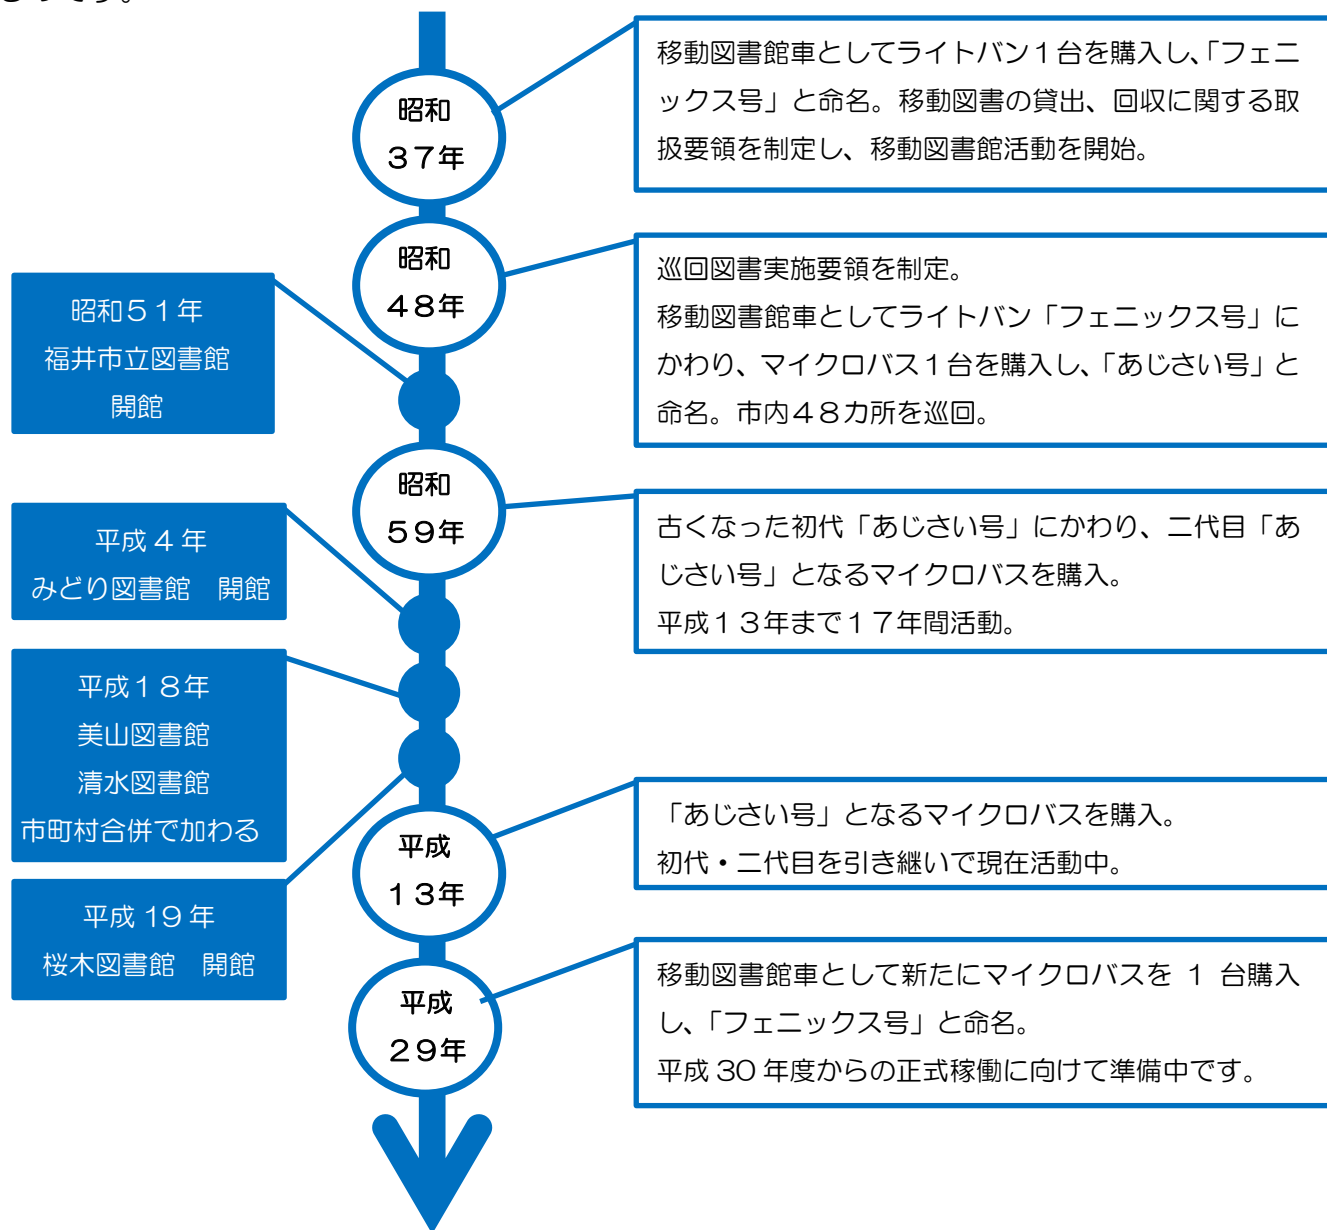 昭和
37年
移動図書館車としてライトバン１台を購入し、「フェニ
ックス号」と命名。移動図書の貸出、回収に関する取
扱要領を制定し、移動図書館活動を開始。
昭和
48年
巡回図書実施要領を制定。
移動図書館車としてライトバン「フェニックス号」に
かわり、マイクロバス１台を購入し、「あじさい号」と
命名。市内４８カ所を巡回。
昭和５１年
福井市立図書館
開館
昭和
59年
古くなった初代「あじさい号」にかわり、二代目「あ
じさい号」となるマイクロバスを購入。
平成１３年まで１７年間活動。
平成 4 年
みどり図書館　開館
平成１８年
美山図書館
清水図書館
市町村合併で加わる
平成 19 年
桜木図書館　開館
平成
13年
「あじさい号」となるマイクロバスを購入。
初代・二代目を引き継いで現在活動中。
平成
29年
移動図書館車として新たにマイクロバスを 1 台購入
し、「フェニックス号」と命名。
平成 30 年度からの正式稼働に向けて準備中です。